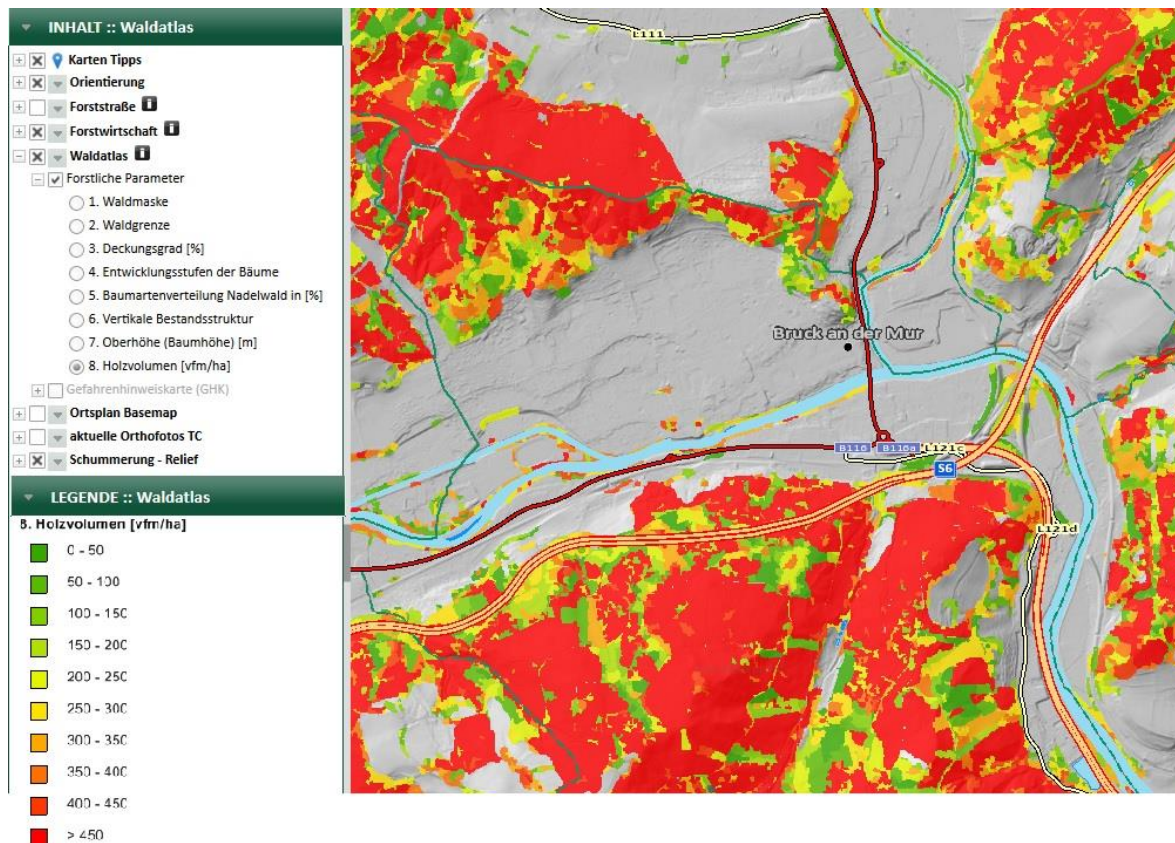 INHALT :: Waldatlas
Karten Tipps
Orientierung
Forststraße i
Forstwirtschaft i
Waldatlas i
Forstliche Parameter
1. Waldmaske
2. Waldgrenze
3. Deckungsgrad [%]
4. Entwicklungsstufen der Bäume
5. Baumartenverteilung Nadelwald in [%]
6. Vertikale Bestandsstruktur
7. Oberhöhe (Baumhöhe) [m]
8. Holzvolumen [vfm/ha]
Gefahrenhinweiskarte (GHK)
Ortsplan Basemap
aktuelle Orthofotos TC
Schummerung - Relief
LEGENDE :: Waldatlas
8. Holzvolumen [vfm/ha]
0 - 50
50 - 100
100 - 150
150 - 200
200 - 250
250 - 300
300 - 350
350 - 400
400 - 450
> 450
L111
Bruck an der Mur
B116
B116a
L121c
S6
L121d